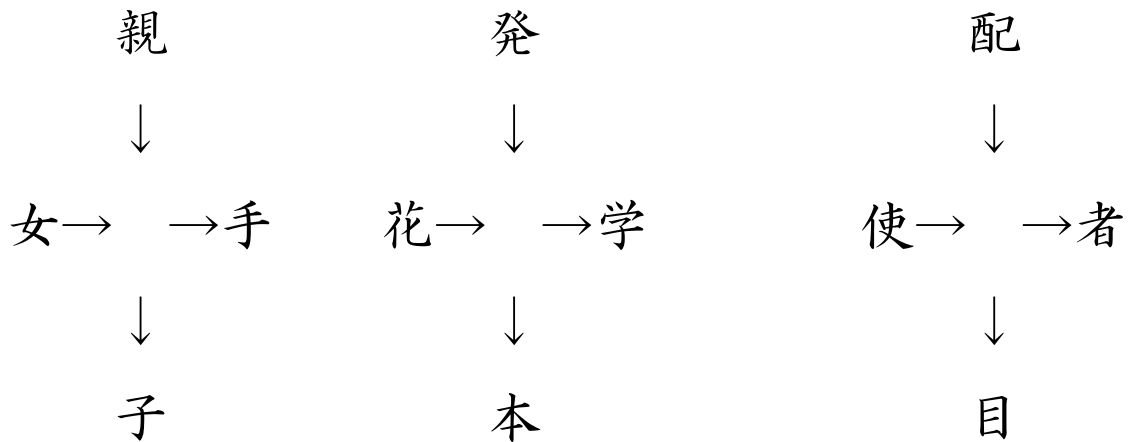 親 発 配
↓ ↓ ↓
女→ →手 花→ →学 使→ →者
↓ ↓ ↓
子 本 目